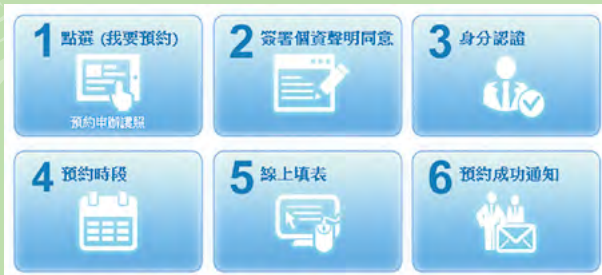 1 點選 (我要預約)
預約申辦護照
2 簽署個資聲明同意
3 身分認證
4 預約時段
5 線上填表
6 預約成功通知